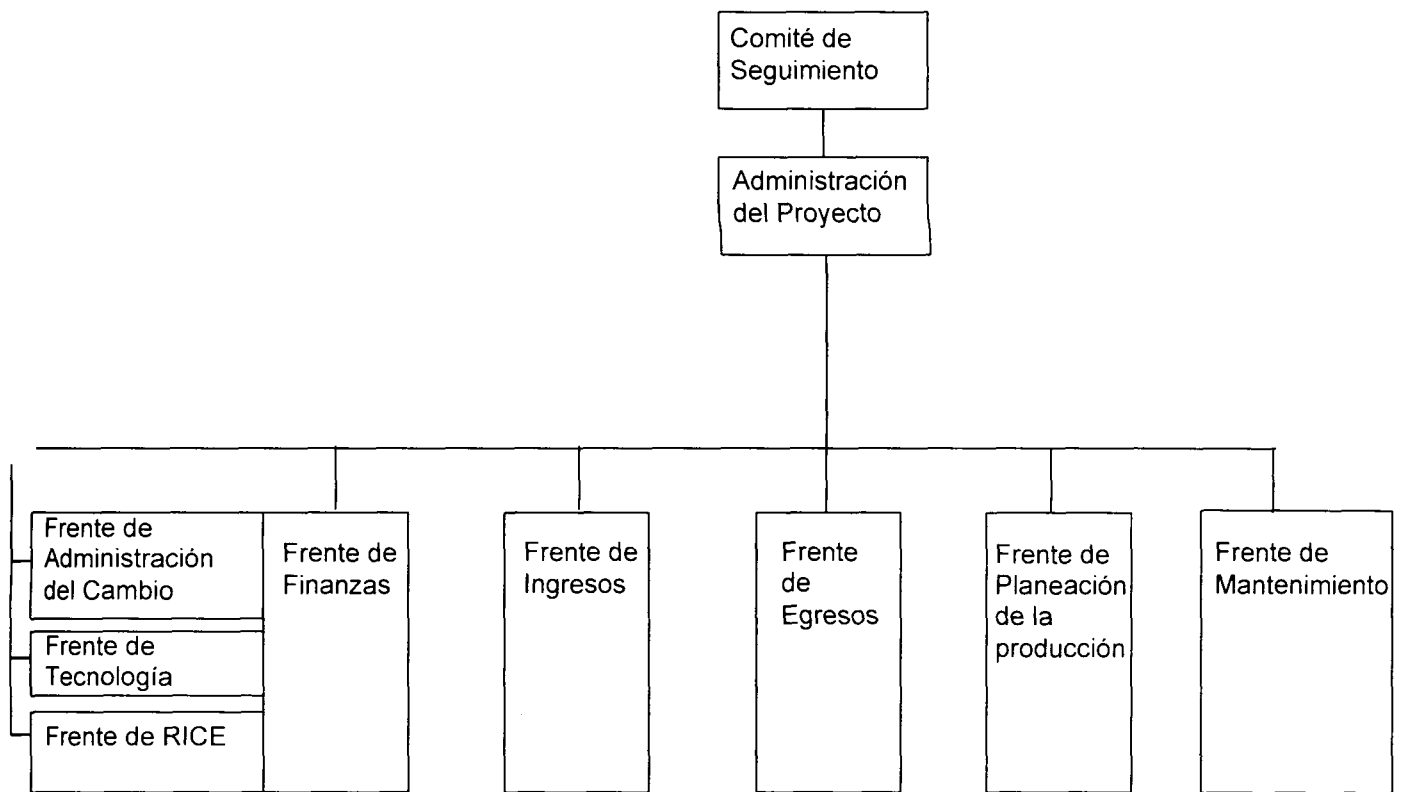 Comité de
Seguimiento
Administración
del Proyecto
Frente de
Administración
del Cambio
Frente de
Tecnología
Frente de RICE
Frente de
Finanzas
Frente de
Ingresos
Frente
de
Egresos
Frente de
Planeación
de la
producción
Frente de
Mantenimiento